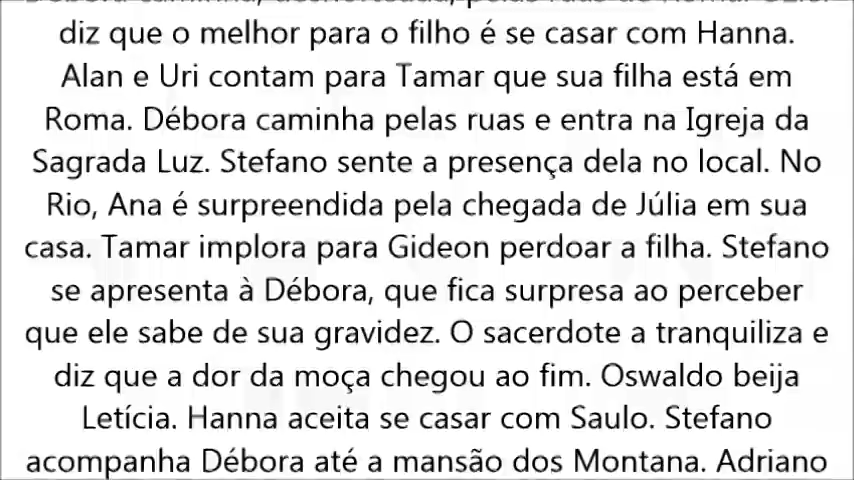 diz que o melhor para o filho é se casar com Hanna.
Alan e Uri contam para Tamar que sua filha está em
Roma. Débora caminha pelas ruas e entra na Igreja da
Sagrada Luz. Stefano sente a presença dela no local. No
Rio, Ana é surpreendida pela chegada de Júlia em sua
casa. Tamar implora para Gideon perdoar a filha. Stefano
se apresenta à Débora, que fica surpresa ao perceber
que ele sabe de sua gravidez. O sacerdote a tranquiliza e
diz que a dor da moça chegou ao fim. Oswaldo beija
Letícia. Hanna aceita se casar com Saulo. Stefano
acompanha Débora até a mansão dos Montana. Adriano